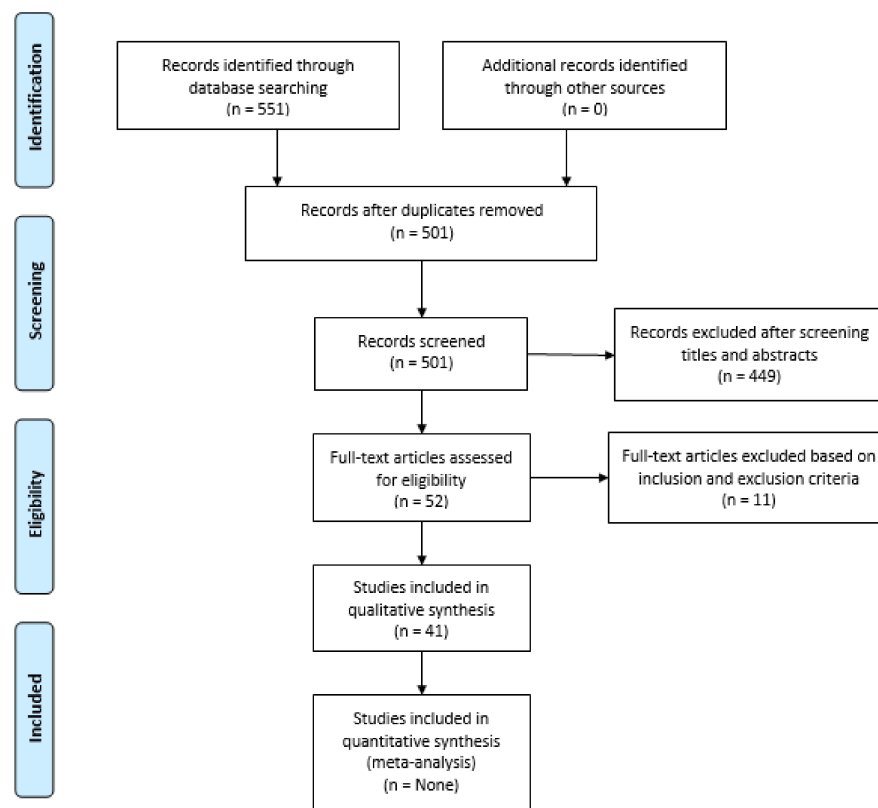 Identification
Records identified through
database searching
(n = 551)
Additional records identified
through other sources
(n = 0)
Records after duplicates removed
(n = 501)
Screening
Records screened
(n = 501)
Records excluded after screening
titles and abstracts
(n = 449)
Eligibility
Full-text articles assessed
for eligibility
(n = 52)
Full-text articles excluded based on
inclusion and exclusion criteria
(n = 11)
Studies included in
qualitative synthesis
(n = 41)
Included
Studies included in
quantitative synthesis
(meta-analysis)
(n = None)